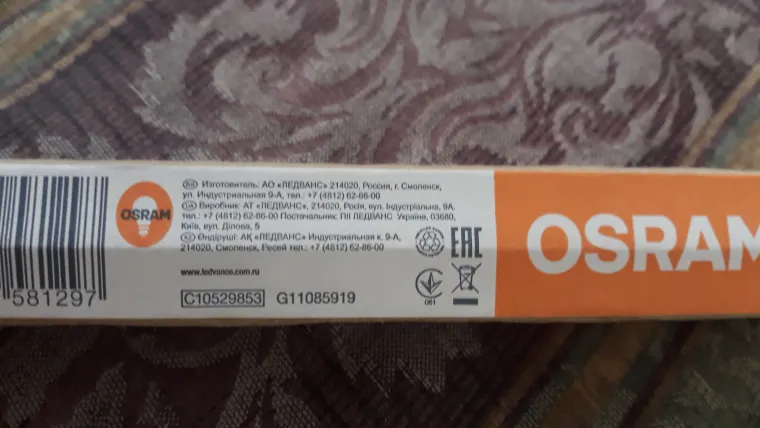 OSRAM
RU Изготовитель: АО «ЛЕДВАНС» 214020, Россия, г. Смоленск,
ул. Индустриальная 9-А, тел.: +7 (4812) 62-86-00
Виробник: АТ «ЛЕДВАНС», 214020, Росія, вул. Індустріальна, 9А,
тел.: +7 (4812) 62-86-00 Постачальник: ПІІ ЛЕДВАНС Україна, 03680,
Київ, вул. Ділова, 5
Өндіруші: АҚ «ЛЕДВАНС» Индустриальная к. 9-А,
214020, Смоленск, Ресей тел.: +7 (4812) 62-86-00
www.ledvance.com.ru
581297
C10529853 G11085919
EAC
OSRAM